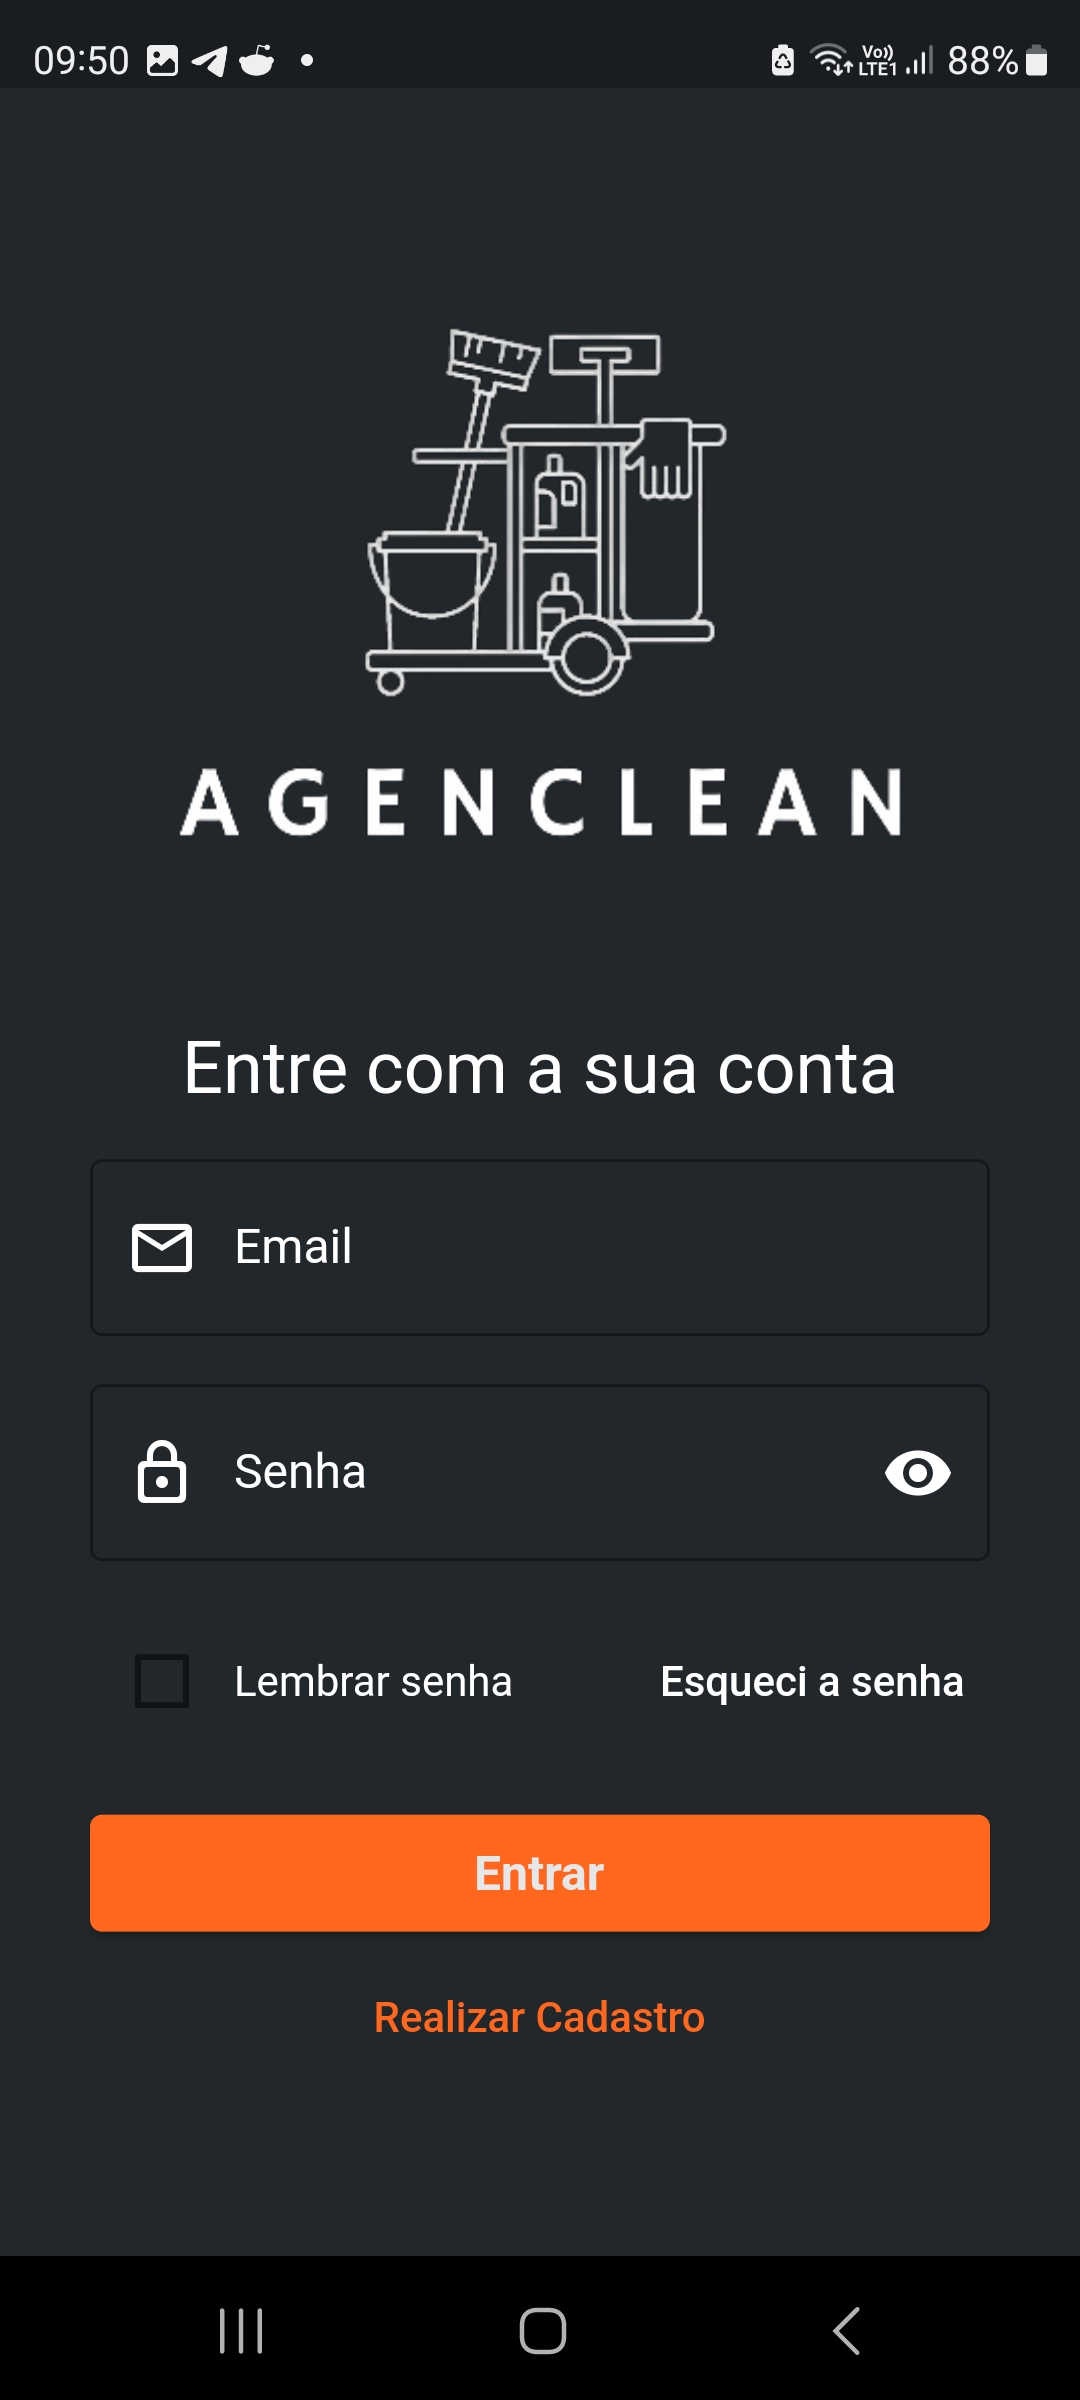 09:50
Vo)) LTE1 88%
AGENCLEAN
Entre com a sua conta
Email
Senha
Lembrar senha Esqueci a senha
Entrar
Realizar Cadastro